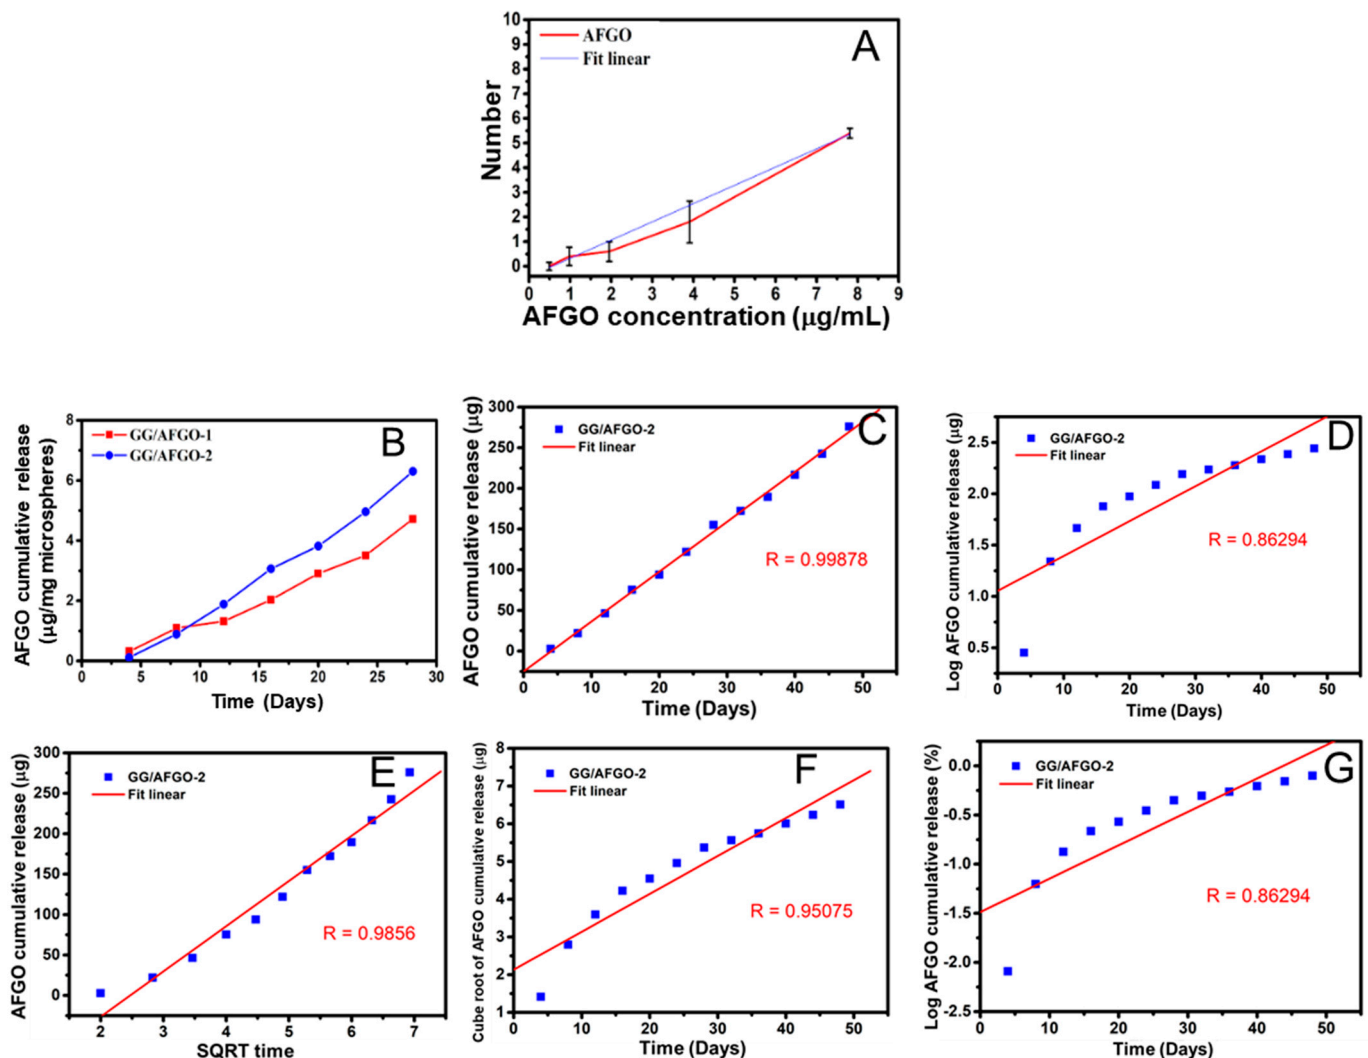 A
AFGO
Fit linear
10
9
8
7
6
5
4
3
2
1
0
Number
0 1 2 3 4 5 6 7 8 9
AFGO concentration (μg/mL)
B
GG/AFGO-1
GG/AFGO-2
8
6
4
2
0
AFGO cumulative release
(μg/mg microspheres)
0 5 10 15 20 25 30
Time (Days)
C
GG/AFGO-2
Fit linear
300
250
200
150
100
50
0
AFGO cumulative release (μg)
R = 0.99878
0 10 20 30 40 50
Time (Days)
D
GG/AFGO-2
Fit linear
2.5
2.0
1.5
1.0
0.5
Log AFGO cumulative release (μg)
R = 0.86294
0 10 20 30 40 50
Time (Days)
E
GG/AFGO-2
Fit linear
300
250
200
150
100
50
0
AFGO cumulative release (μg)
R = 0.9856
2 3 4 5 6 7
SQRT time
F
GG/AFGO-2
Fit linear
8
7
6
5
4
3
2
1
Cube root of AFGO cumulative release (μg)
R = 0.95075
0 10 20 30 40 50
Time (Days)
G
GG/AFGO-2
Fit linear
0.0
-0.5
-1.0
-1.5
-2.0
-2.5
Log AFGO cumulative release (%)
R = 0.86294
0 10 20 30 40 50
Time (Days)